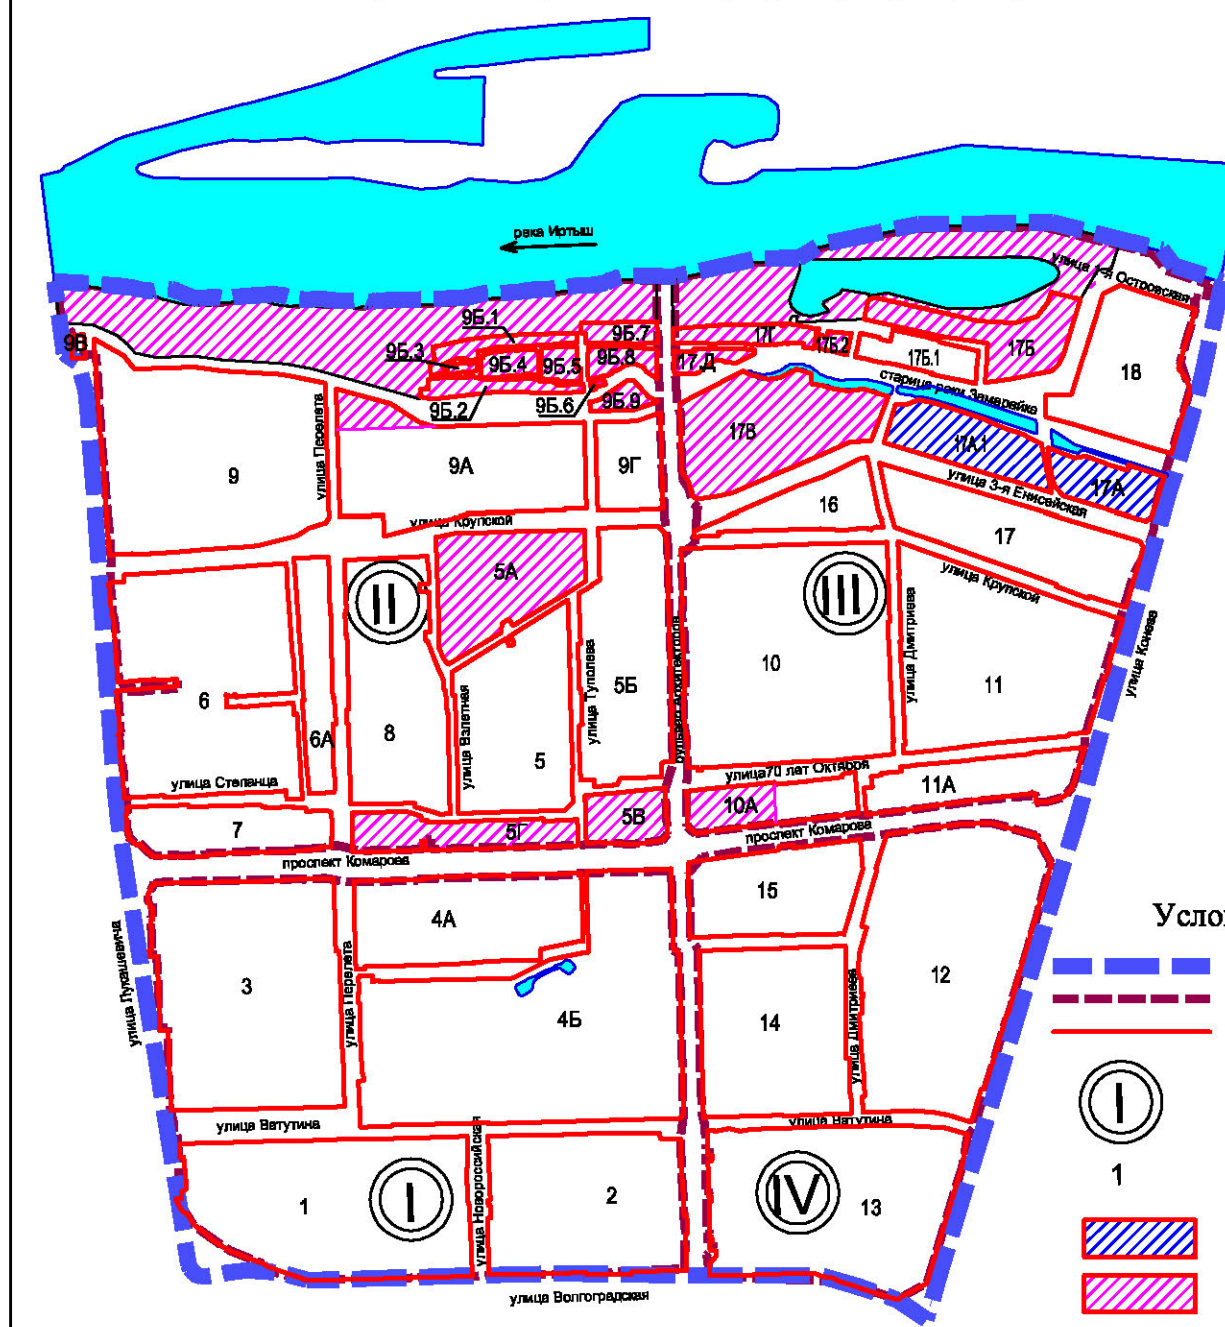 река Иртыш
улица 1-я Островская
9Б.1
9Б.7
9В
9Б.3
9Б.4
9Б.5
9Б.8
17Г
17Б.2
17Б.1
17Б
17.Д
18
9Б.2
9Б.6
9Б.9
старица реки Замарайка
улица Перелета
9
9А
9Г
17В
17А.1
17А
улица 3-я Енисейская
16
17
улица Крупской
улица Крупской
5А
II
III
улица Дмитриева
улица Конева
10
11
6
6А
8
улица Взлетная
5
улица Туполева
5Б
бульвар Архитекторов
улица Степанца
улица70 лет Октября
11А
7
5Г
5В
10А
проспект Комарова
проспект Комарова
4А
15
Усло
улица Лукашевича
3
улица Перелета
4Б
14
улица Дмитриева
12
улица Ватутина
улица Ватутина
I
1
1
I
улица Новороссийская
2
IV
13
улица Волгоградская